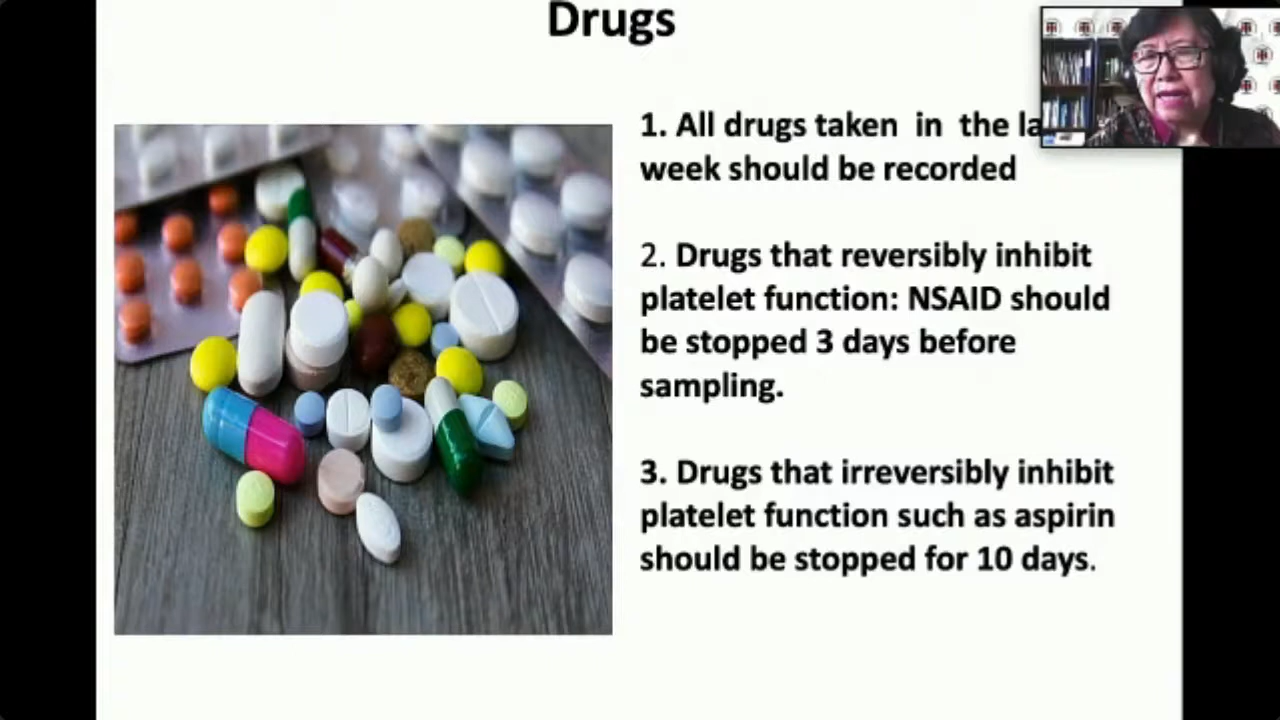 Drugs
1. All drugs taken in the
week should be recorded
2. Drugs that reversibly inhibit
platelet function: NSAID should
be stopped 3 days before
sampling.
3. Drugs that irreversibly inhibit
platelet function such as aspirin
should be stopped for 10 days.